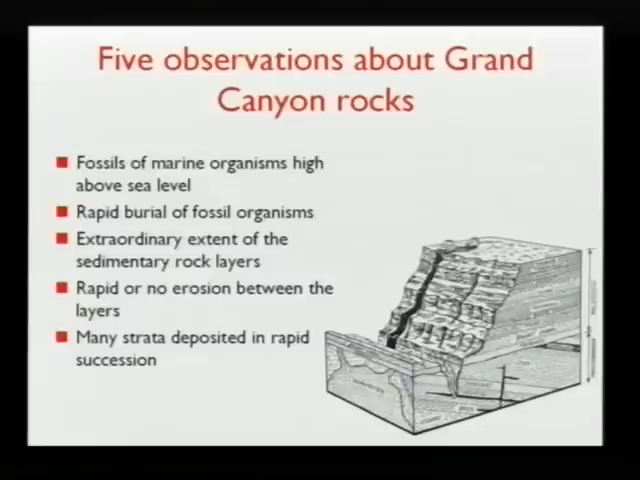 Five observations about Grand
Canyon rocks
Fossils of marine organisms high
above sea level
Rapid burial of fossil organisms
Extraordinary extent of the
sedimentary rock layers
Rapid or no erosion between the
layers
Many strata deposited in rapid
succession